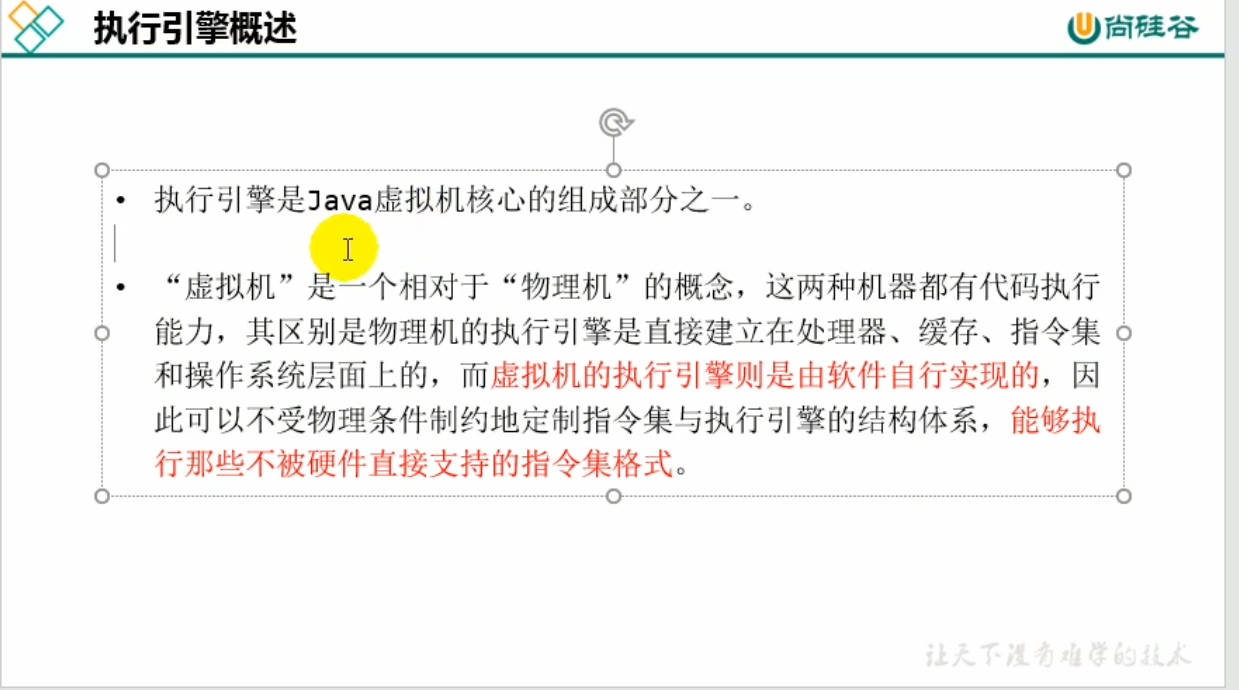 执行引擎概述
尚硅谷
• 执行引擎是Java虚拟机核心的组成部分之一。
• “虚拟机”是一个相对于“物理机”的概念，这两种机器都有代码执行
能力，其区别是物理机的执行引擎是直接建立在处理器、缓存、指令集
和操作系统层面上的，而虚拟机的执行引擎则是由软件自行实现的，因
此可以不受物理条件制约地定制指令集与执行引擎的结构体系，能够执
行那些不被硬件直接支持的指令集格式。
让天下没有难学的技术